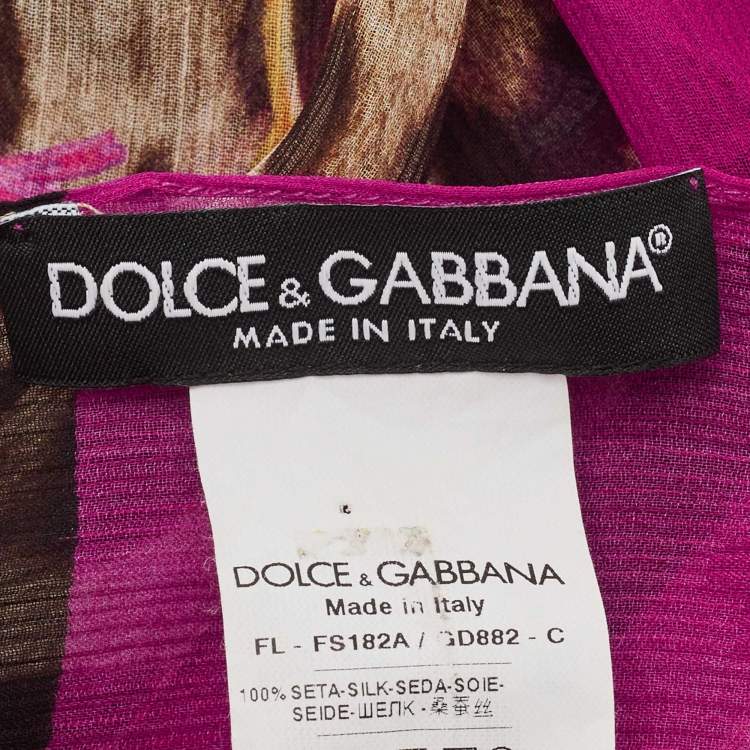 DOLCE & GABBANA®
MADE IN ITALY
DOLCE & GABBANA
Made in Italy
FL - FS182A / GD882 - C
100% SETA-SILK-SEDA-SOIE-
SEIDE-ШЕЛК -桑蚕丝